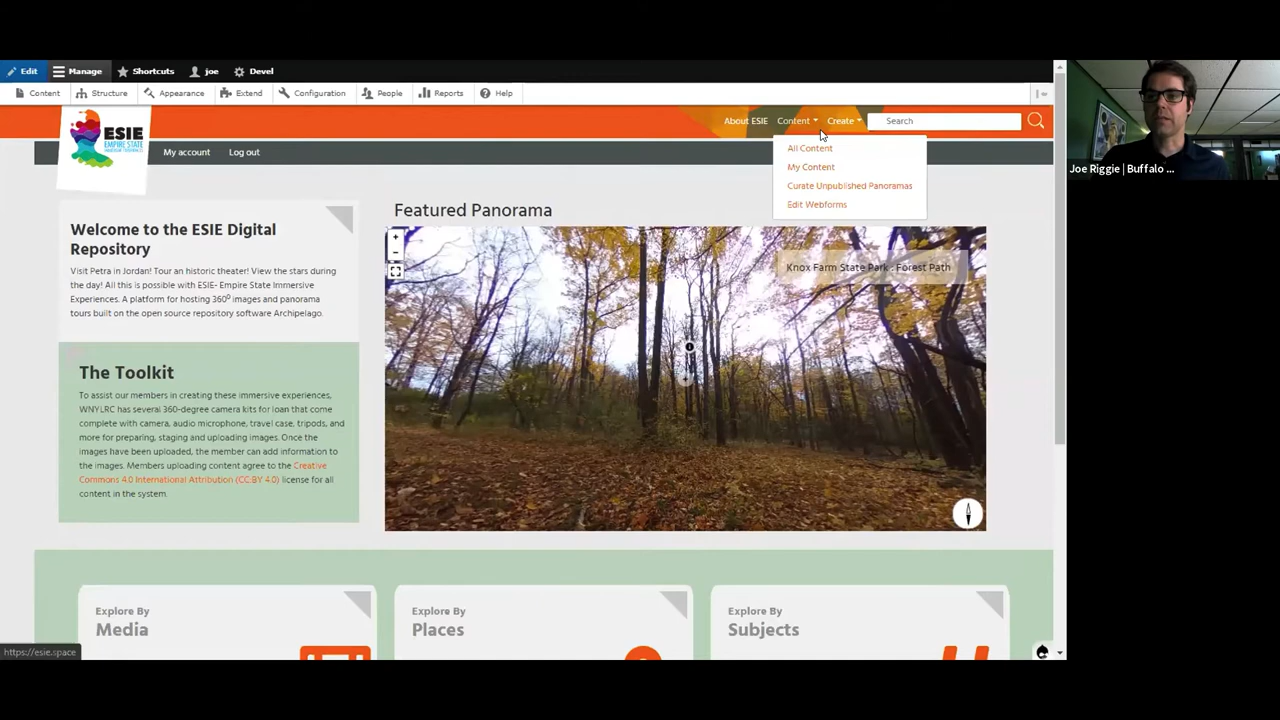 Edit Manage Shortcuts joe Devel
Content Structure Appearance Extend Configuration People Reports Help
ESIE
EMPIRE STATE
About ESIE Content Create Search
My account Log out
All Content
My Content
Curate Unpublished Panoramas
Edit Webforms
Welcome to the ESIE Digital
Repository
Visit Petra in Jordan! Tour an historic theater! View the stars during
the day! All this is possible with ESIE- Empire State Immersive
Experiences. A platform for hosting 360⁰ images and panorama
tours built on the open source repository software Archipelago.
The Toolkit
To assist our members in creating these immersive experiences,
WNYLRC has several 360-degree camera kits for loan that come
complete with camera, audio microphone, travel case, tripods, and
more for preparing, staging and uploading images. Once the
images have been uploaded, the member can add information to
the images. Members uploading content agree to the Creative
Commons 4.0 International Attribution (CC:BY 4.0) license for all
content in the system.
Featured Panorama
+
−
Knox Farm State Park : Forest Path
Explore By
Media
Explore By
Places
Explore By
Subjects
https://esie.space
Joe Riggie | Buffalo ...